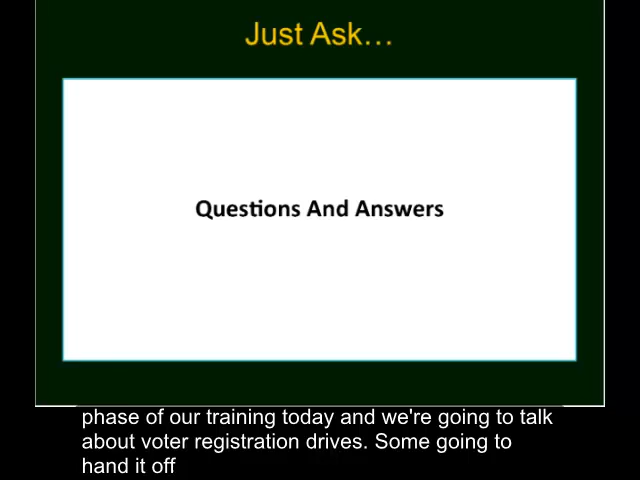 Just Ask…
Questions And Answers
phase of our training today and we're going to talk
about voter registration drives. Some going to
hand it off